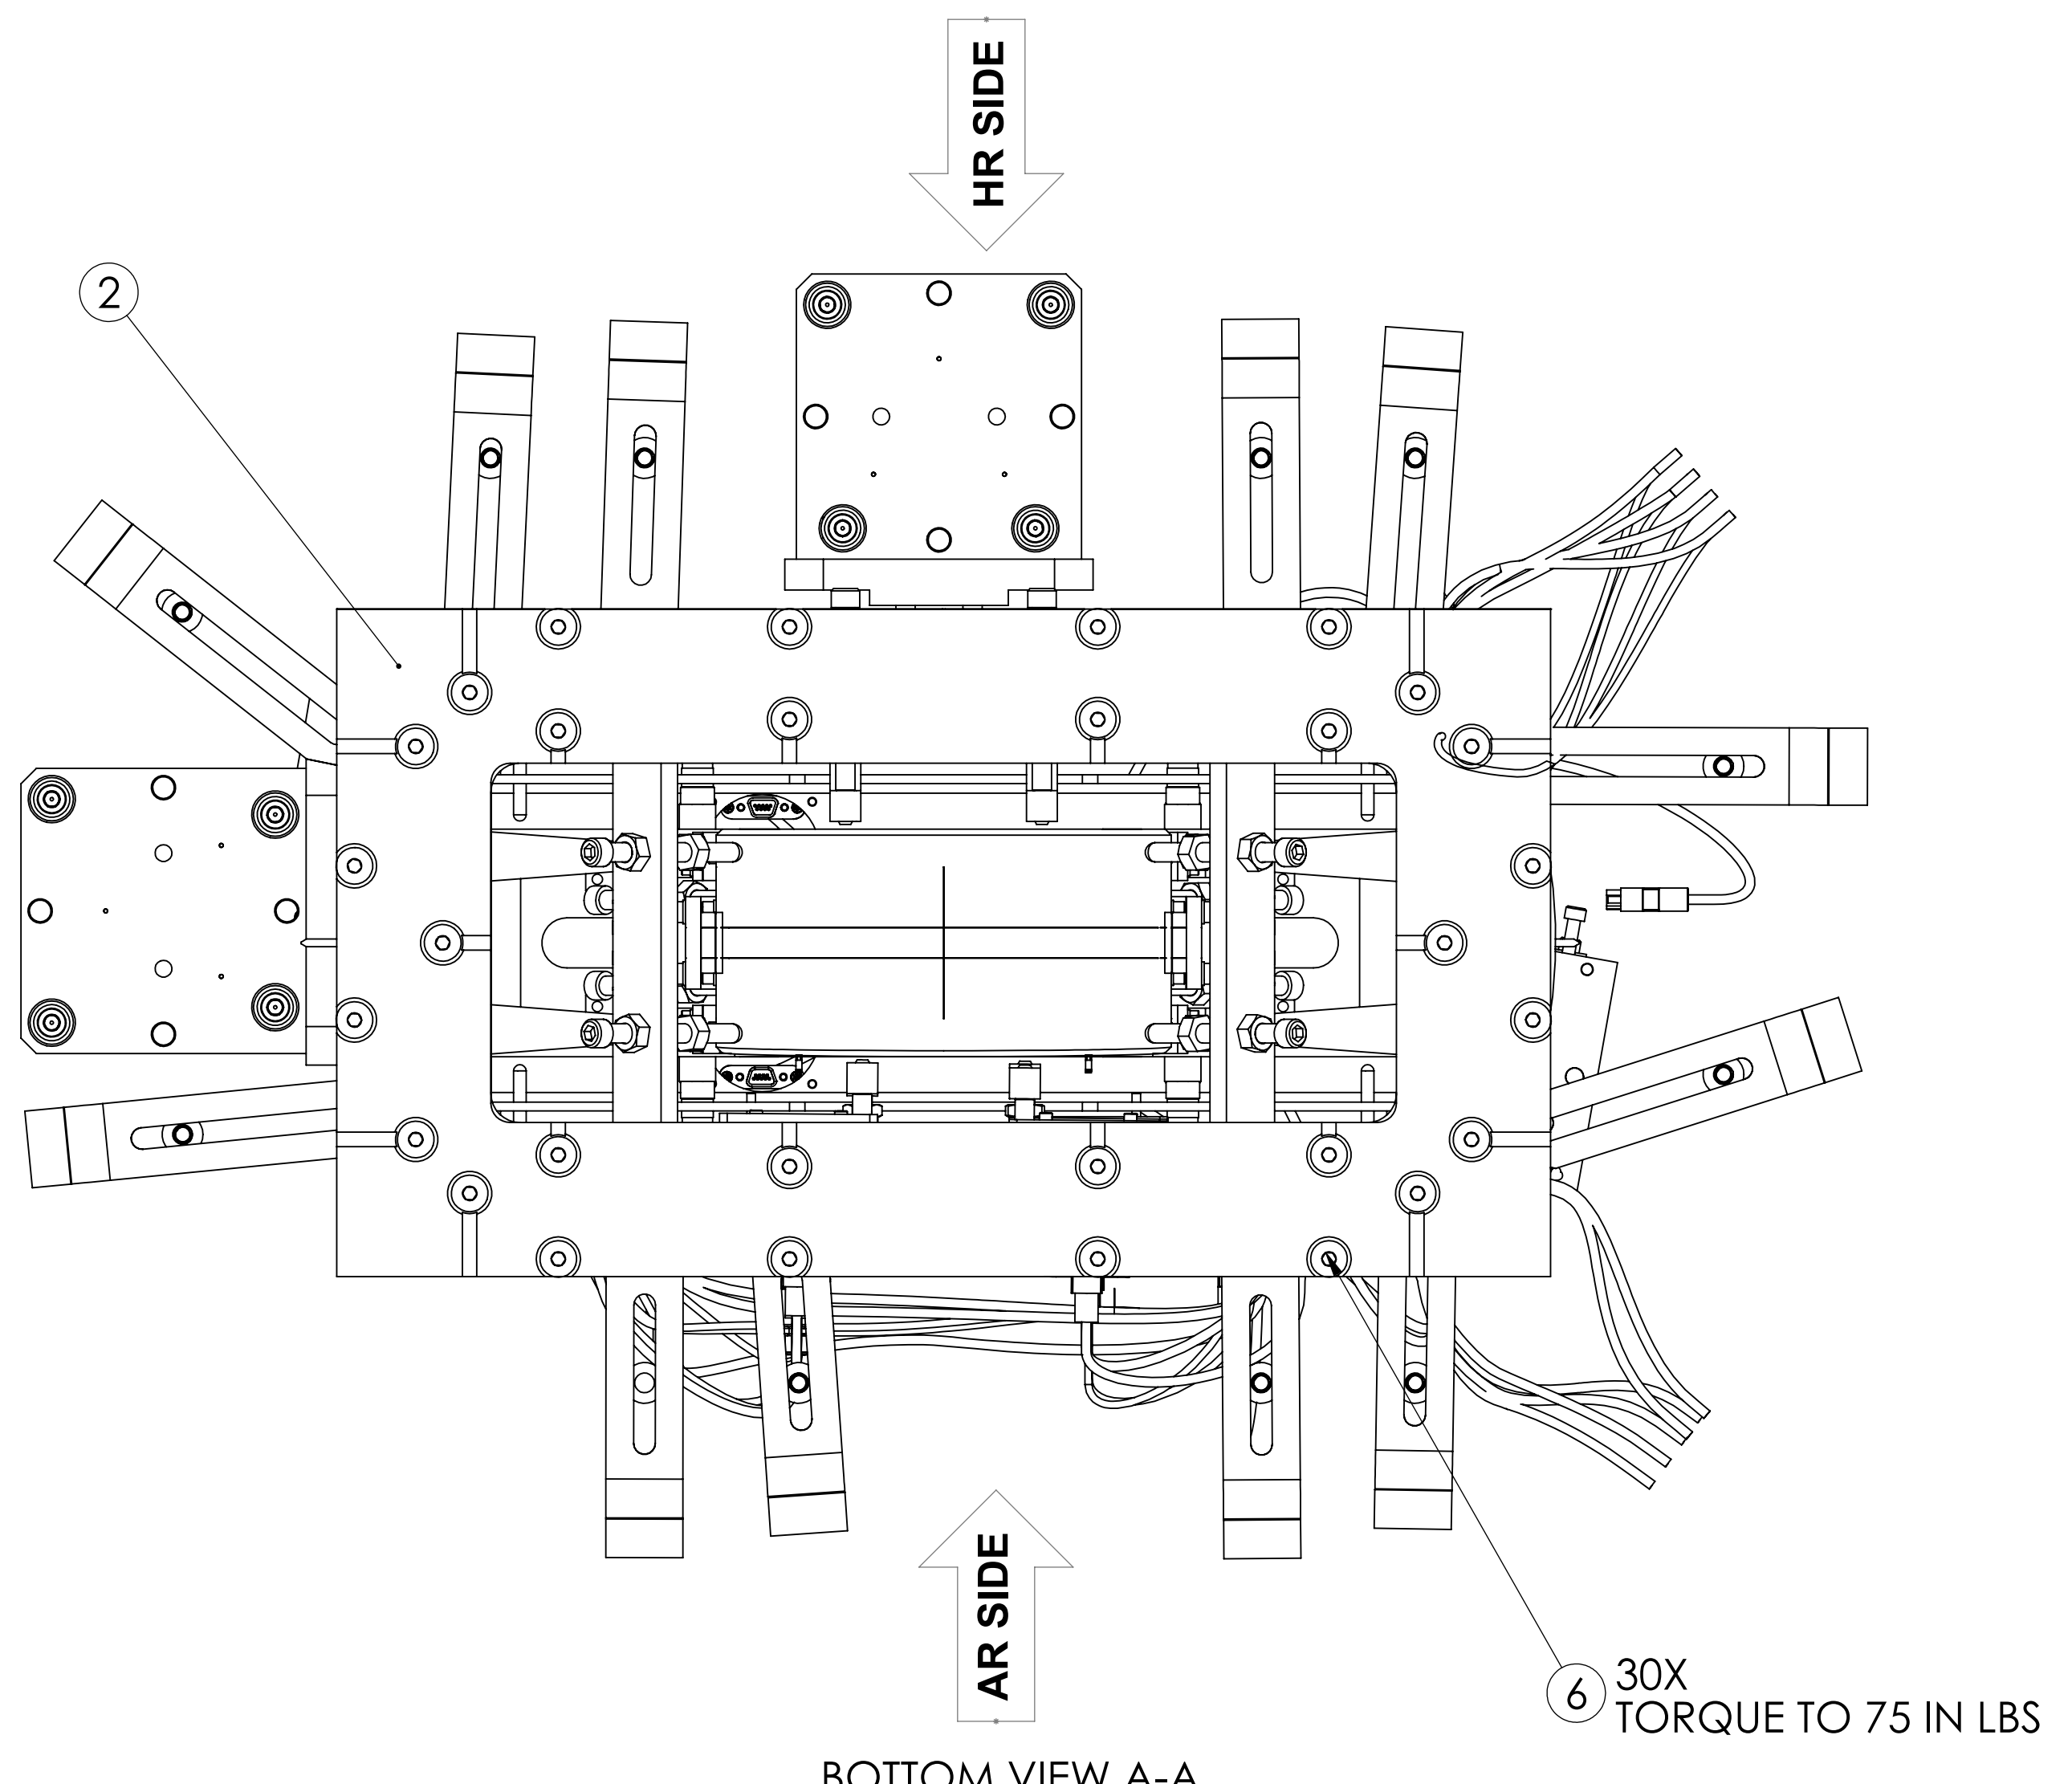 HR SIDE
2
AR SIDE
6
30X
TORQUE TO 75 IN LBS
BOTTOM VIEW A-A